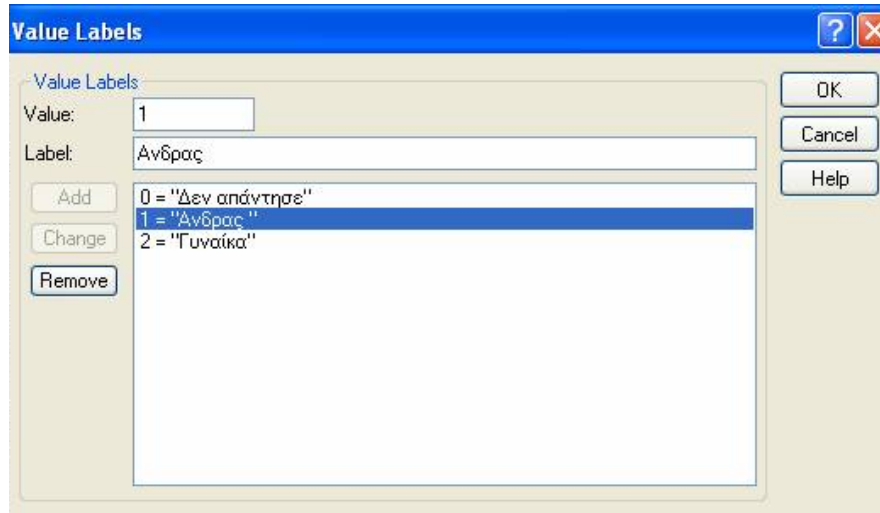 Value Labels
Value Labels
Value: 1
Label: Ανδρας
Add
Change
Remove
0 = "Δεν απάντησε"
1 = "Ανδρας "
2 = "Γυναίκα"
OK
Cancel
Help